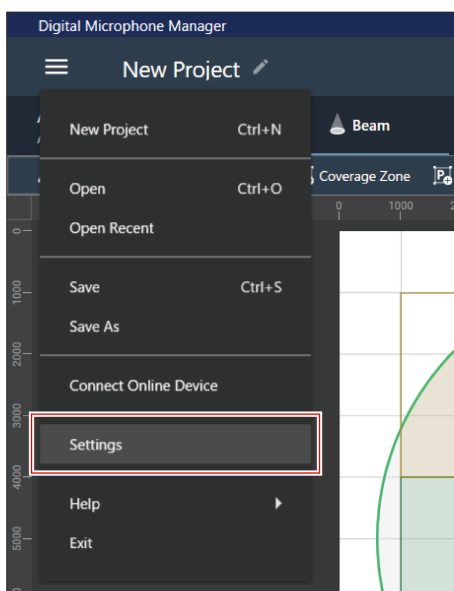 Digital Microphone Manager
New Project
New Project Ctrl+N
Beam
Open Ctrl+O
Coverage Zone
Open Recent
0 1000
Save Ctrl+S
Save As
Connect Online Device
Settings
Help
Exit
0
1000
2000
3000
4000
5000